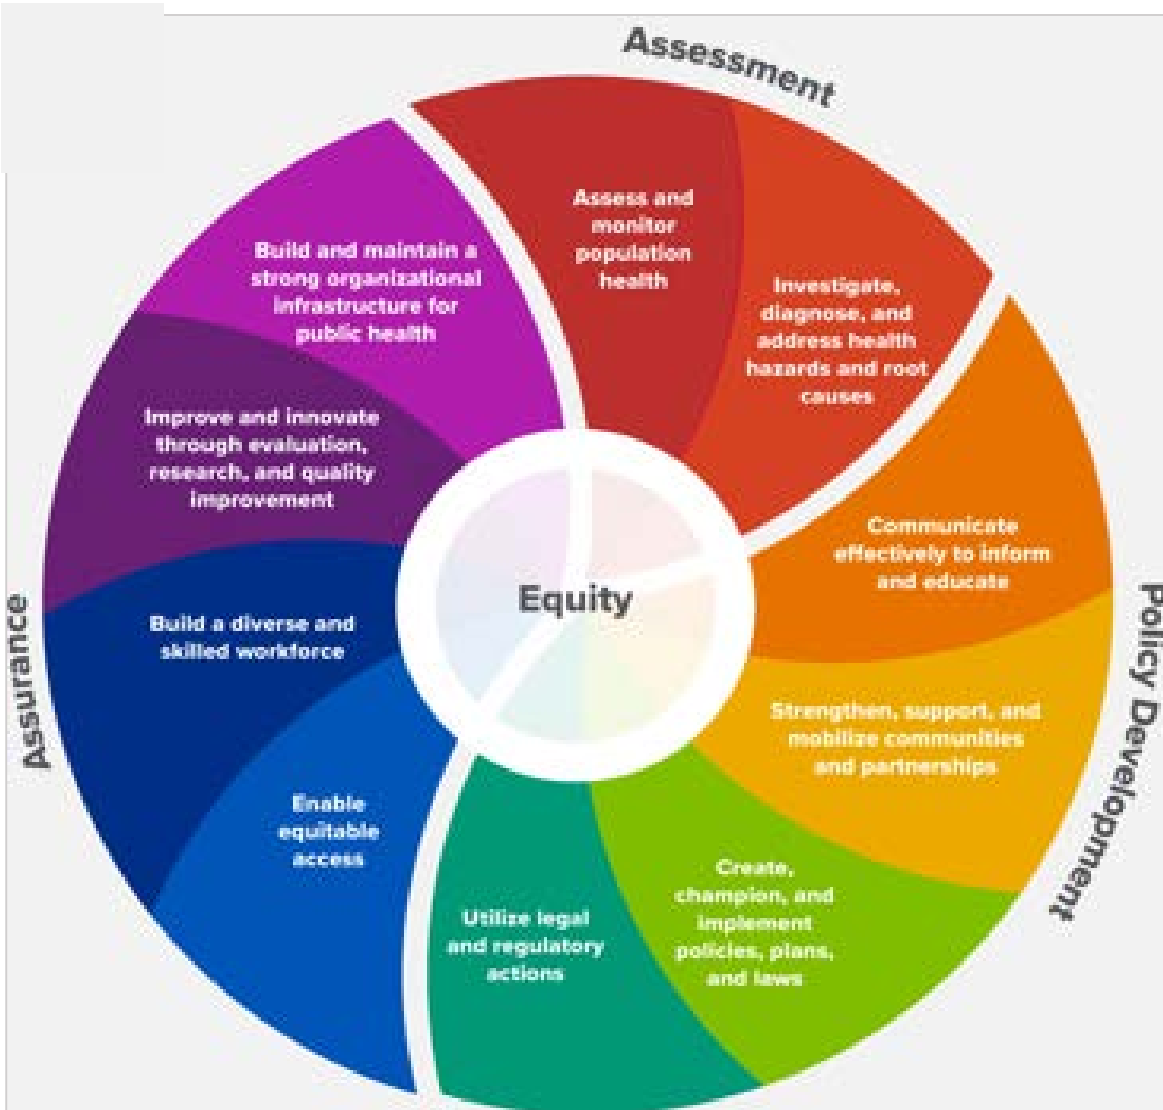 Assessment
Assess and
monitor
population
health
Investigate,
diagnose, and
address health
hazards and root
causes
Policy Development
Communicate
effectively to inform
and educate
Strengthen, support, and
mobilize communities
and partnerships
Create,
champion, and
implement
policies, plans,
and laws
Utilize legal
and regulatory
actions
Assurance
Enable
equitable
access
Build a diverse and
skilled workforce
Improve and innovate
through evaluation,
research, and quality
improvement
Build and maintain a
strong organizational
infrastructure for
public health
Equity